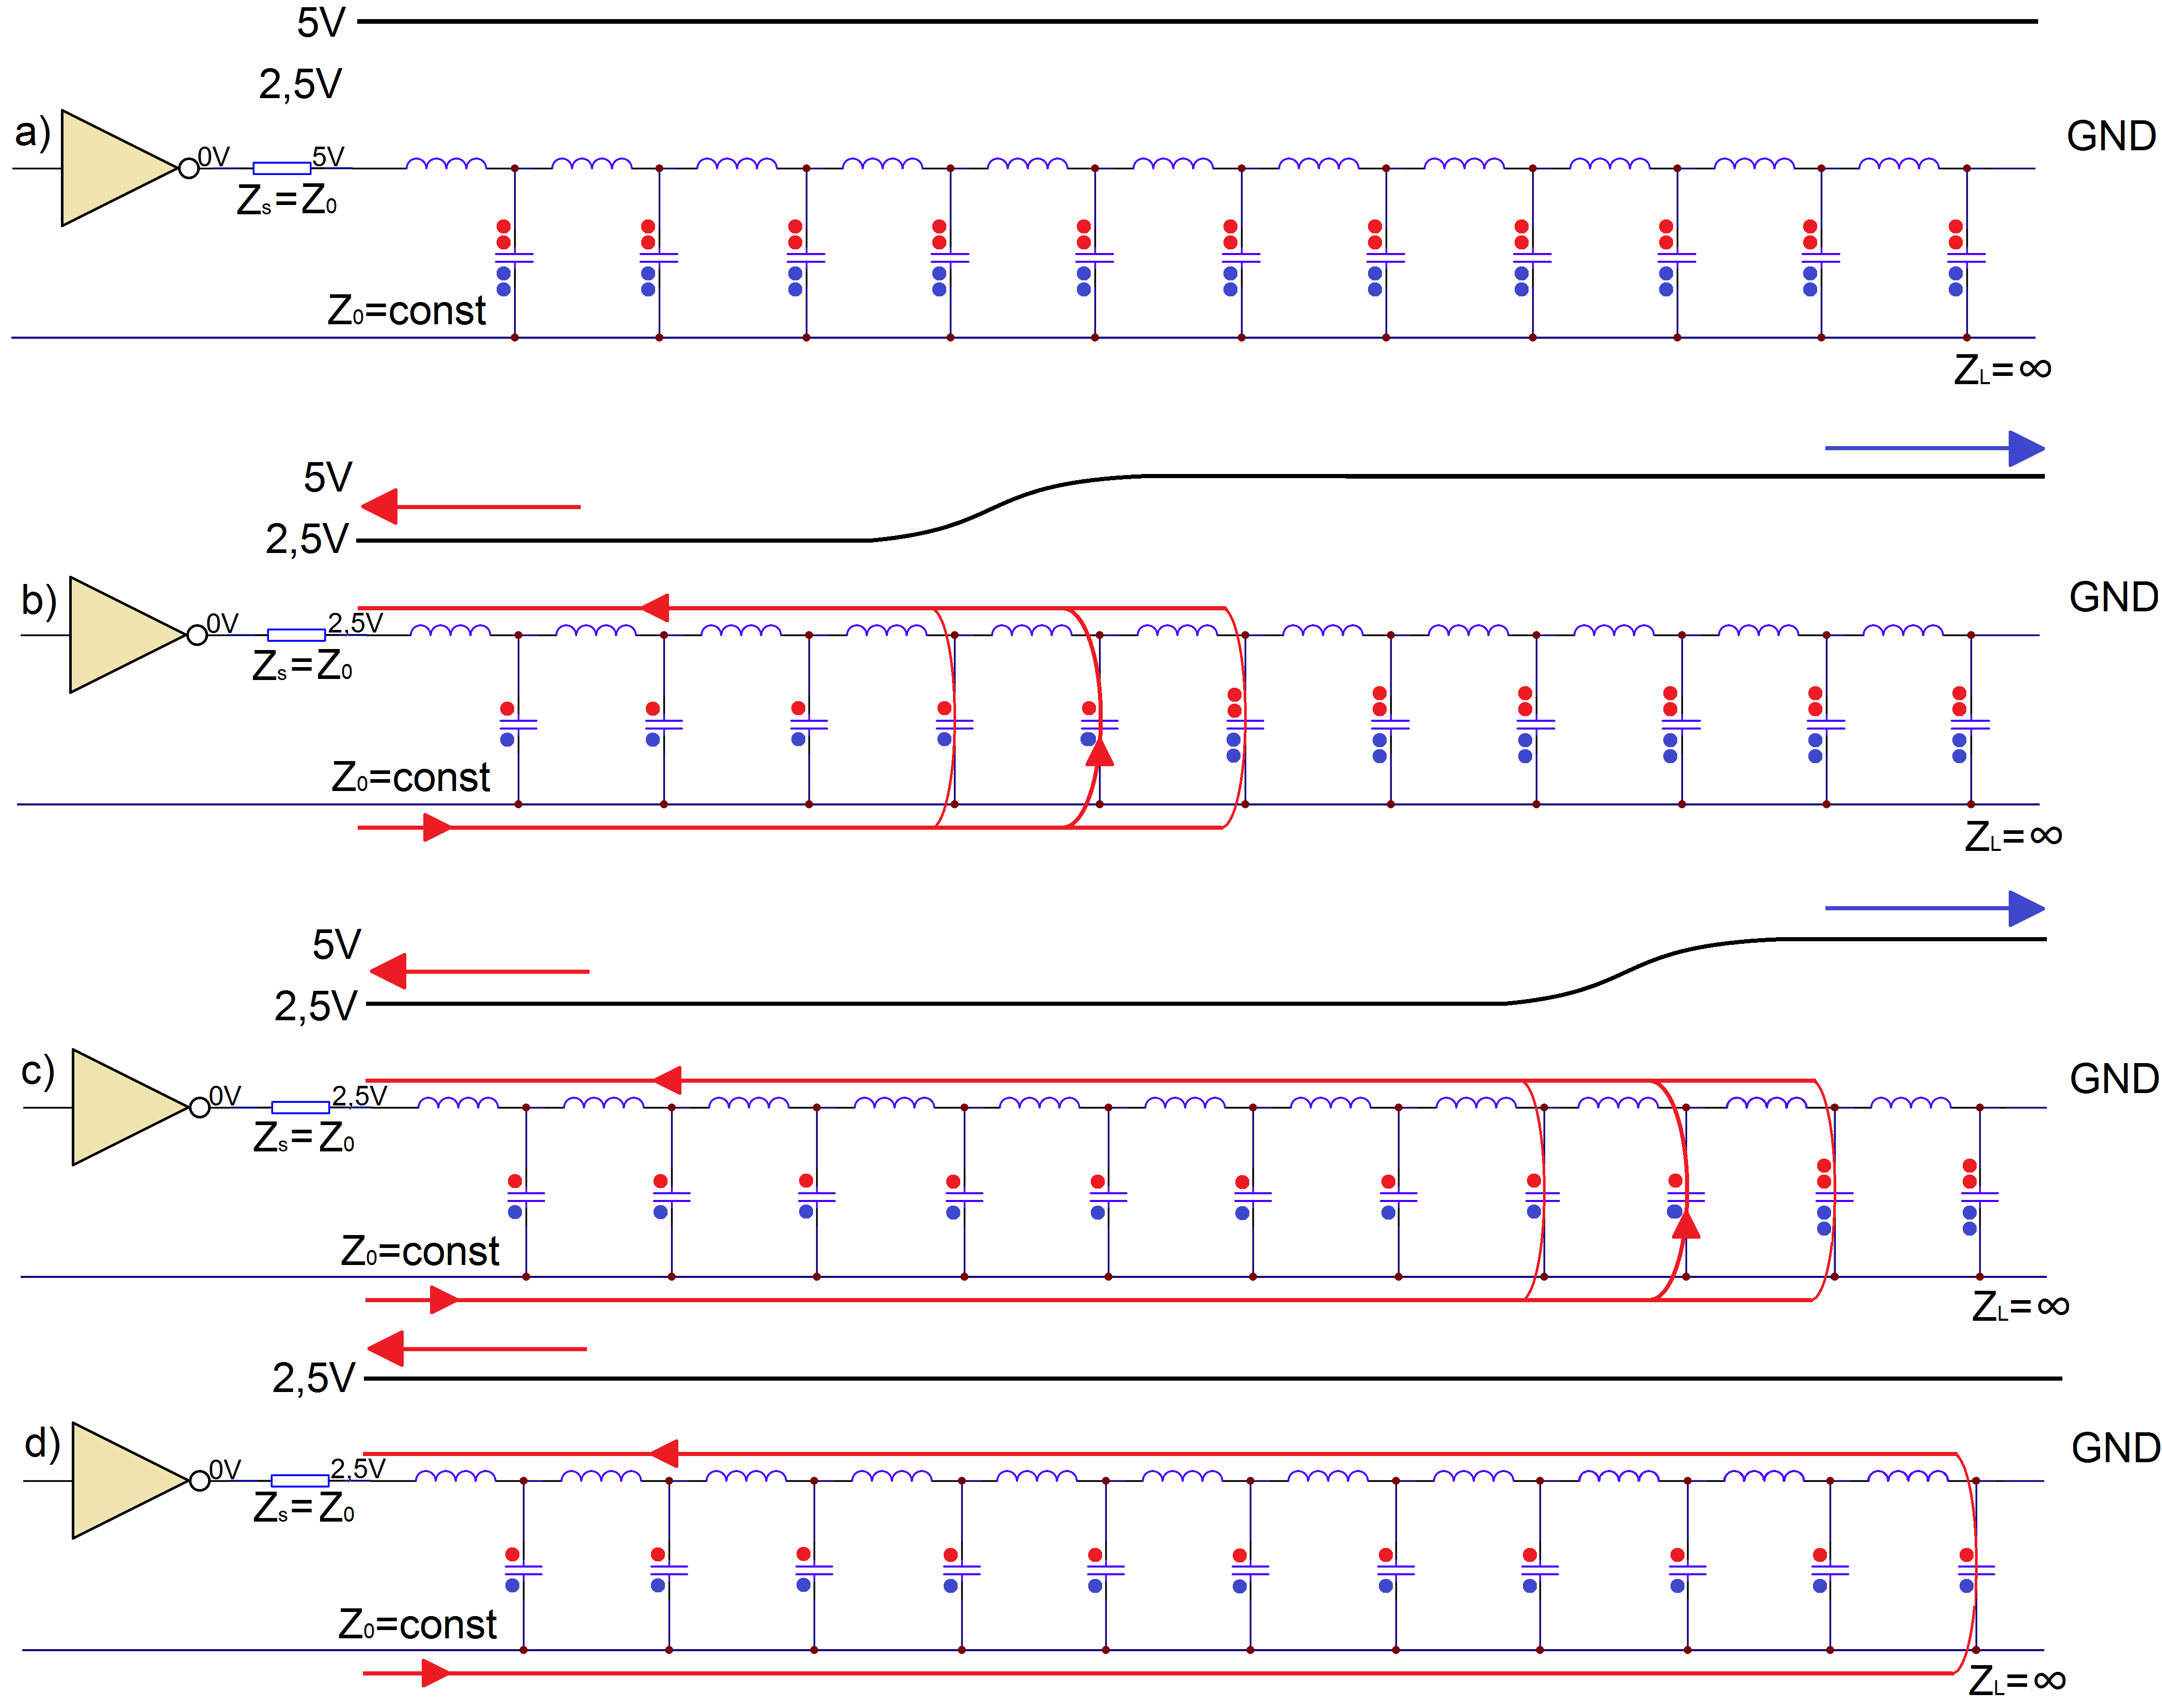 5V
2,5V
a)
GND
0V
5V
Zs=Z0
Z0=const
ZL=∞
5V
2,5V
b)
GND
0V
2,5V
Zs=Z0
Z0=const
ZL=∞
5V
2,5V
c)
GND
0V
2,5V
Zs=Z0
Z0=const
ZL=∞
2,5V
d)
GND
0V
2,5V
Zs=Z0
Z0=const
ZL=∞